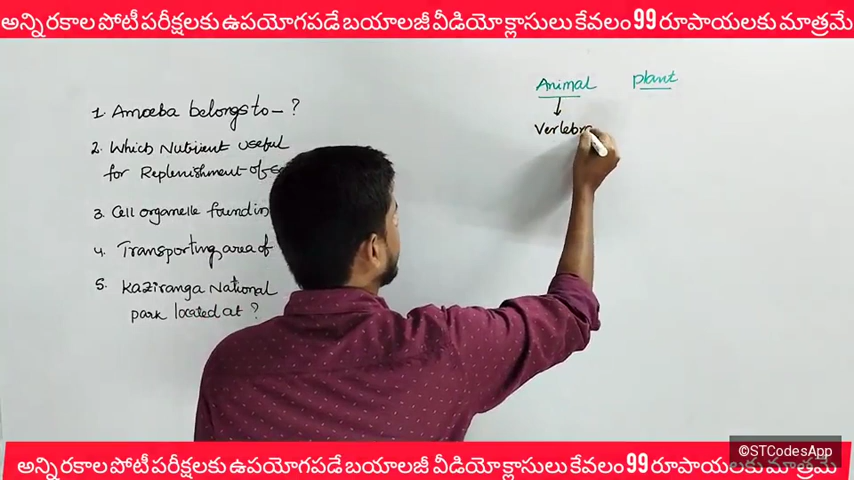 అన్ని రకాల పోటీ పరీక్షలకు ఉపయోగపడే బయాలజీ వీడియో క్లాసులు కేవలం 99 రూపాయలకు మాత్రమే
Animal plant
1. Amoeba belongs to – ?
Vertebra
2. Which Nutrient useful
for Replenishment of
3. Cell organelle found in
4. Transporting area of
5. Kaziranga National
park located at ?
©STCodesApp
అన్ని రకాల పోటీ పరీక్షలకు ఉపయోగపడే బయాలజీ వీడియో క్లాసులు కేవలం 99 రూపాయలకు మాత్రమే